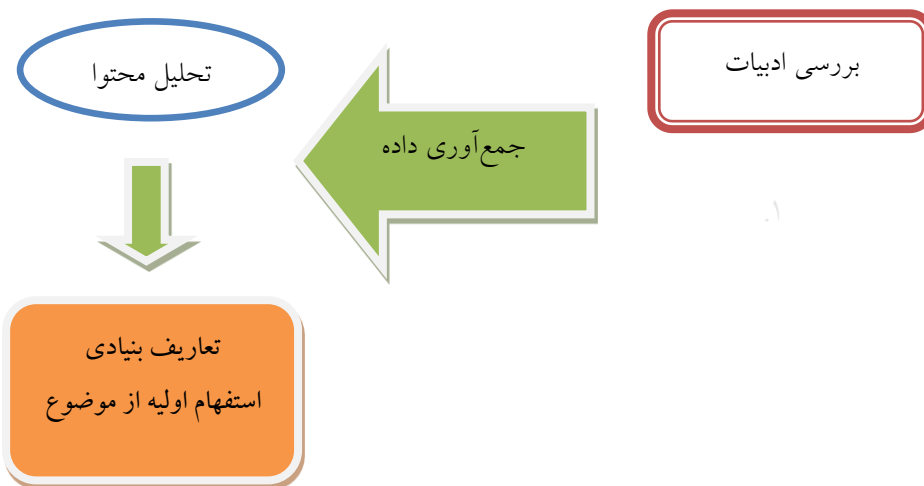 بررسی ادبیات
جمع‌آوری داده
تحلیل محتوا
۱.
تعاریف بنیادی
استفهام اولیه از موضوع